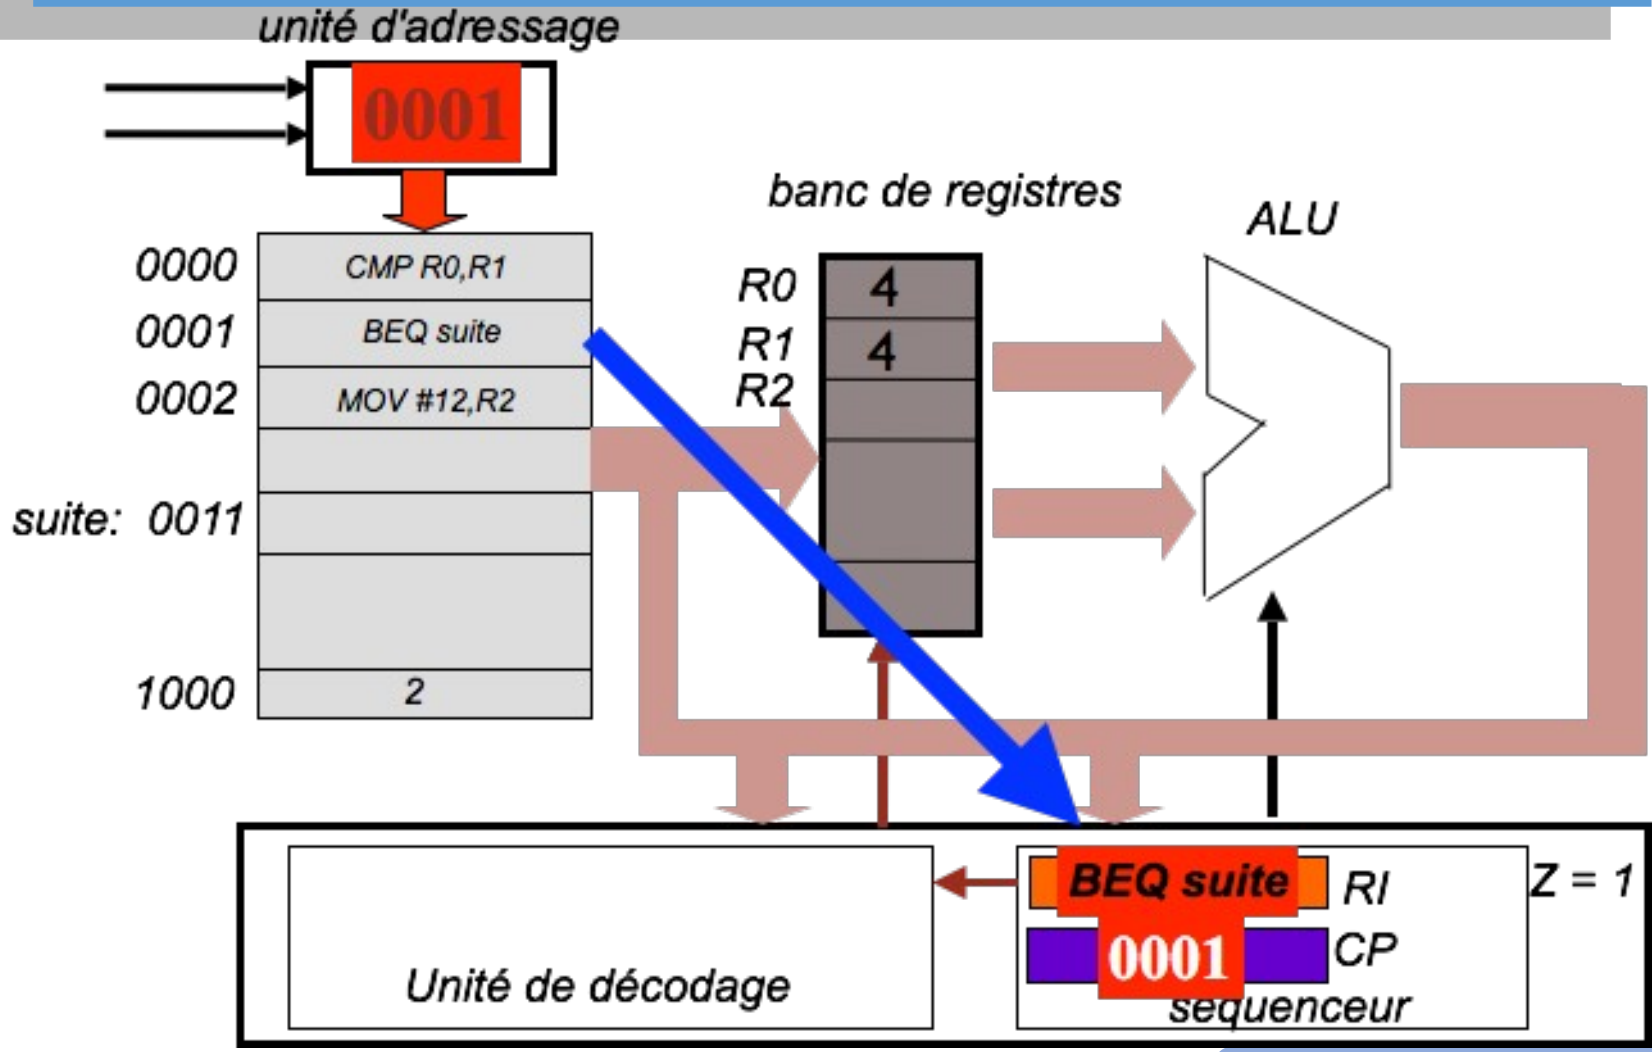 unité d'adressage
0001
banc de registres
ALU
0000 CMP R0,R1
0001 BEQ suite
0002 MOV #12,R2
suite: 0011
1000 2
R0 4
R1 4
R2
BEQ suite RI Z = 1
0001 CP
Unité de décodage
séquenceur